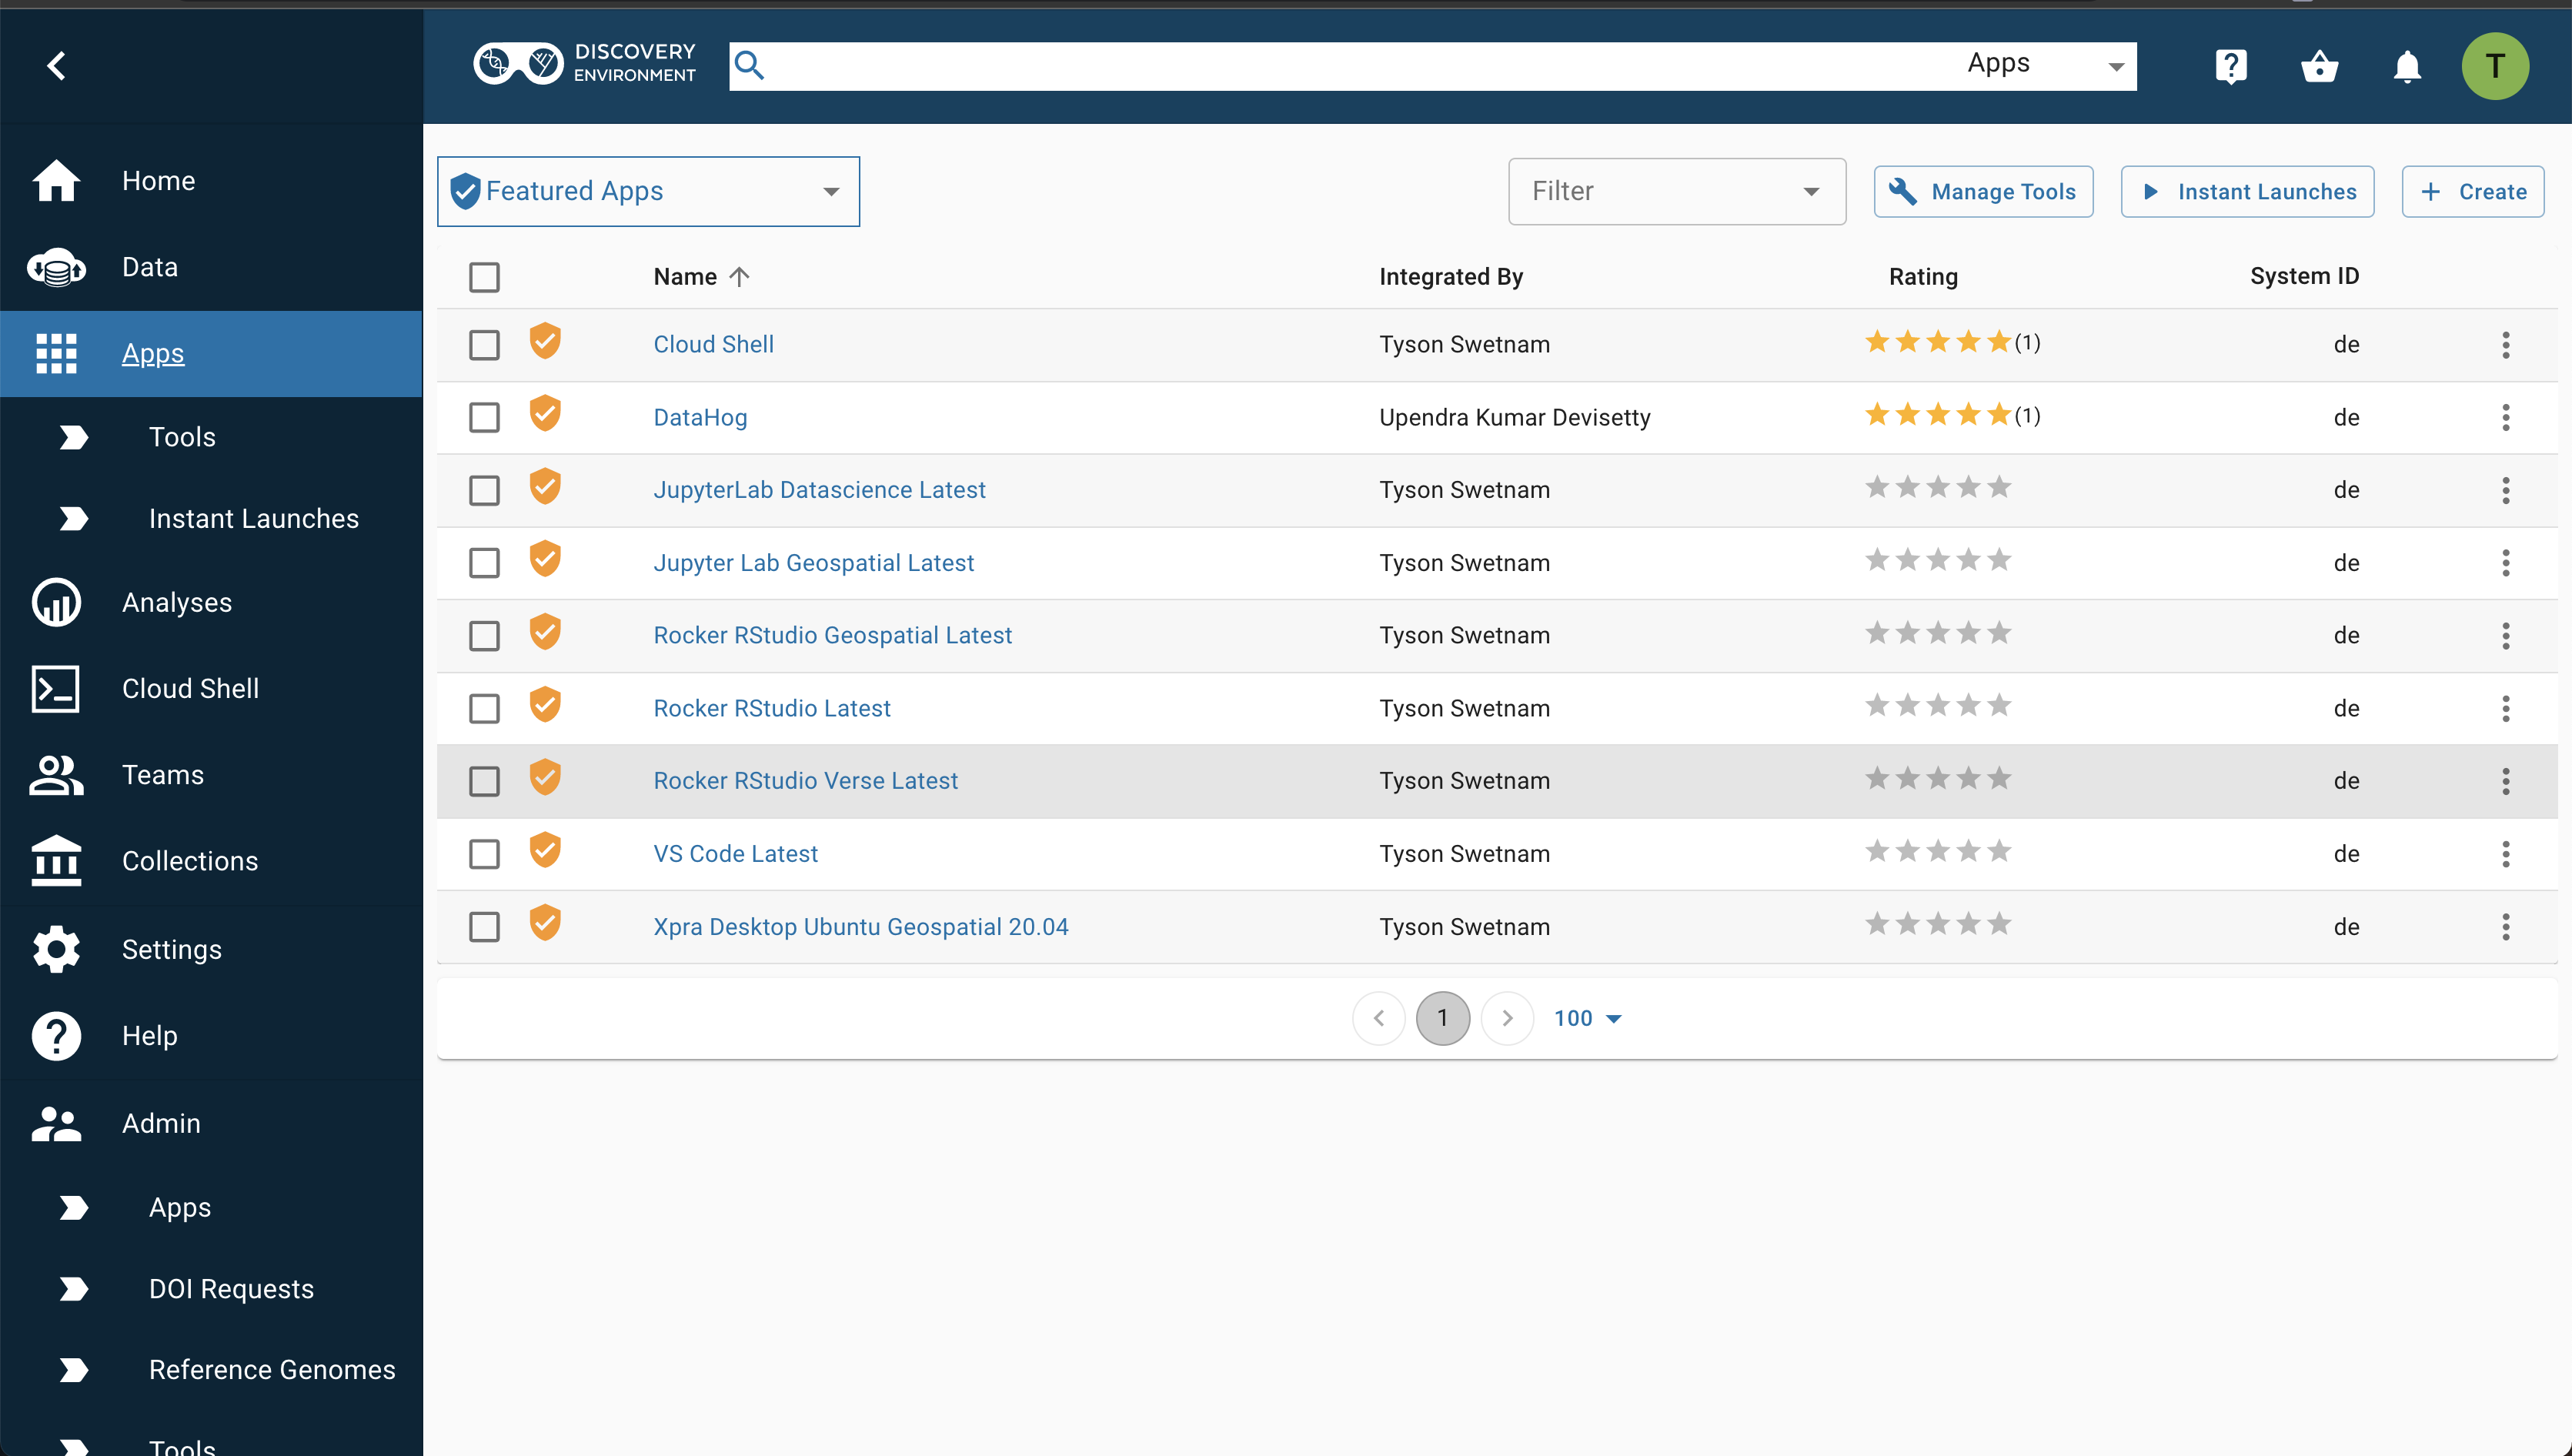 DISCOVERY
ENVIRONMENT
Apps
T
Home
Data
Apps
Tools
Instant Launches
Analyses
Cloud Shell
Teams
Collections
Settings
Help
Admin
Apps
DOI Requests
Reference Genomes
Tools
Featured Apps
Filter
Manage Tools
Instant Launches
Create
Name Integrated By Rating System ID
Cloud Shell Tyson Swetnam (1) de
DataHog Upendra Kumar Devisetty (1) de
JupyterLab Datascience Latest Tyson Swetnam de
Jupyter Lab Geospatial Latest Tyson Swetnam de
Rocker RStudio Geospatial Latest Tyson Swetnam de
Rocker RStudio Latest Tyson Swetnam de
Rocker RStudio Verse Latest Tyson Swetnam de
VS Code Latest Tyson Swetnam de
Xpra Desktop Ubuntu Geospatial 20.04 Tyson Swetnam de
1 100